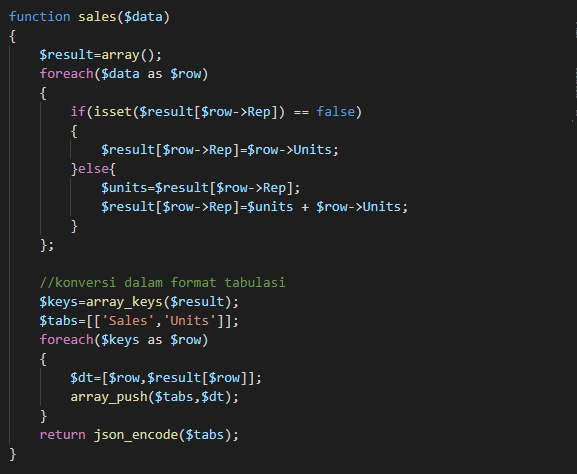 function sales($data)
{
    $result=array();
    foreach($data as $row)
    {
        if(isset($result[$row->Rep]) == false)
        {
            $result[$row->Rep]=$row->Units;
        }else{
            $units=$result[$row->Rep];
            $result[$row->Rep]=$units + $row->Units;
        }
    };

    //konversi dalam format tabulasi
    $keys=array_keys($result);
    $tabs=[['Sales','Units']];
    foreach($keys as $row)
    {
        $dt=[$row,$result[$row]];
        array_push($tabs,$dt);
    }
    return json_encode($tabs);
}